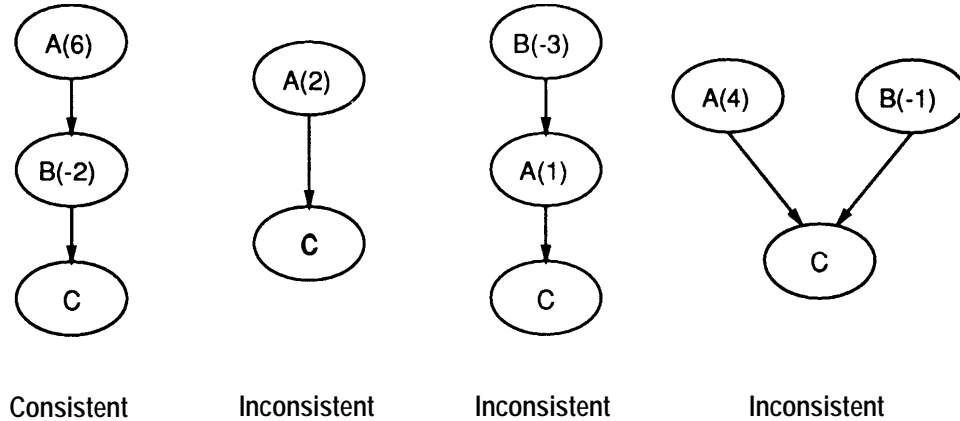 A(6)
B(-2)
C
A(2)
C
B(-3)
A(1)
C
A(4)
B(-1)
C
Consistent
Inconsistent
Inconsistent
Inconsistent